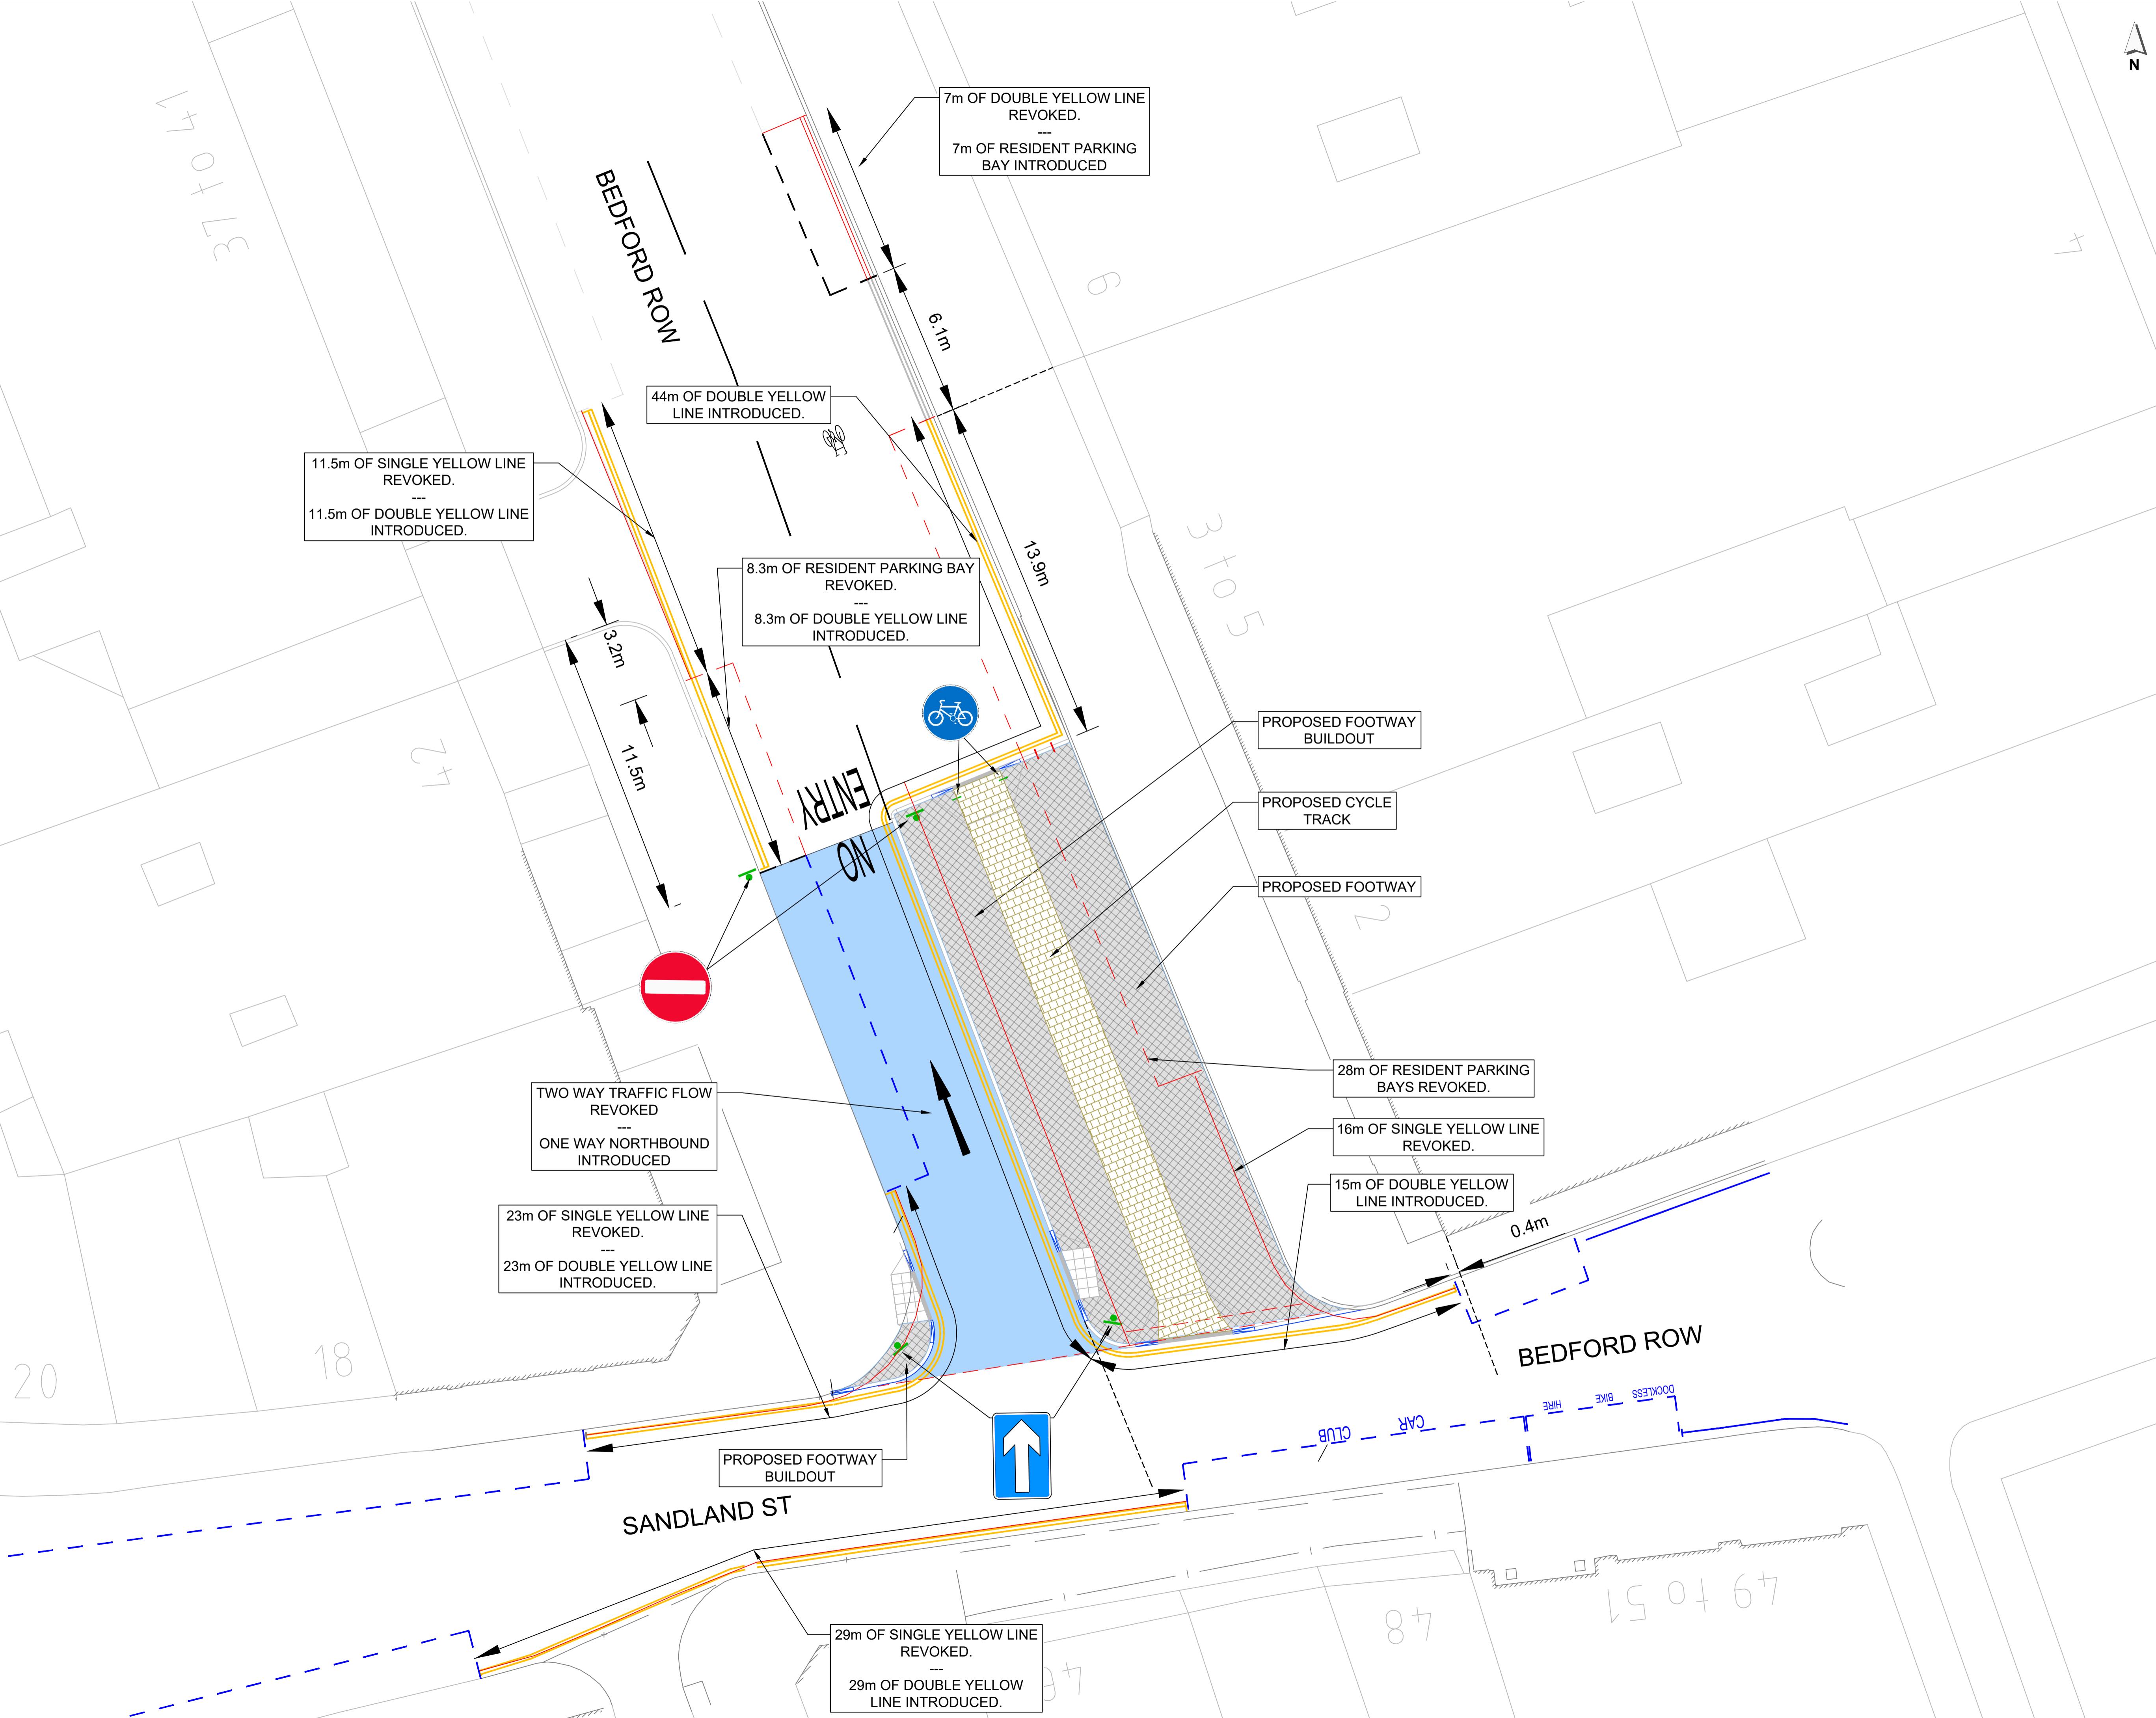 N
7m OF DOUBLE YELLOW LINE
REVOKED.
---
7m OF RESIDENT PARKING
BAY INTRODUCED
37 to 41
BEDFORD ROW
6
4
6.1m
44m OF DOUBLE YELLOW
LINE INTRODUCED.
11.5m OF SINGLE YELLOW LINE
REVOKED.
---
11.5m OF DOUBLE YELLOW LINE
INTRODUCED.
13.9m
3 to 5
8.3m OF RESIDENT PARKING BAY
REVOKED.
---
8.3m OF DOUBLE YELLOW LINE
INTRODUCED.
3.2m
11.5m
42
PROPOSED FOOTWAY
BUILDOUT
NO
ENTRY
PROPOSED CYCLE
TRACK
PROPOSED FOOTWAY
2
28m OF RESIDENT PARKING
BAYS REVOKED.
TWO WAY TRAFFIC FLOW
REVOKED
---
ONE WAY NORTHBOUND
INTRODUCED
16m OF SINGLE YELLOW LINE
REVOKED.
15m OF DOUBLE YELLOW
LINE INTRODUCED.
23m OF SINGLE YELLOW LINE
REVOKED.
---
23m OF DOUBLE YELLOW LINE
INTRODUCED.
0.4m
BEDFORD ROW
20
18
CAR CLUB
DOCKLESS BIKE HIRE
PROPOSED FOOTWAY
BUILDOUT
SANDLAND ST
49 to 51
48
29m OF SINGLE YELLOW LINE
REVOKED.
---
29m OF DOUBLE YELLOW
LINE INTRODUCED.